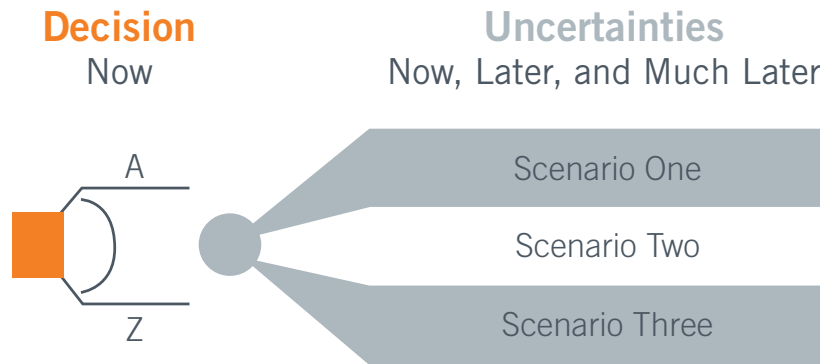 Decision
Now
Uncertainties
Now, Later, and Much Later
A
Z
Scenario One
Scenario Two
Scenario Three